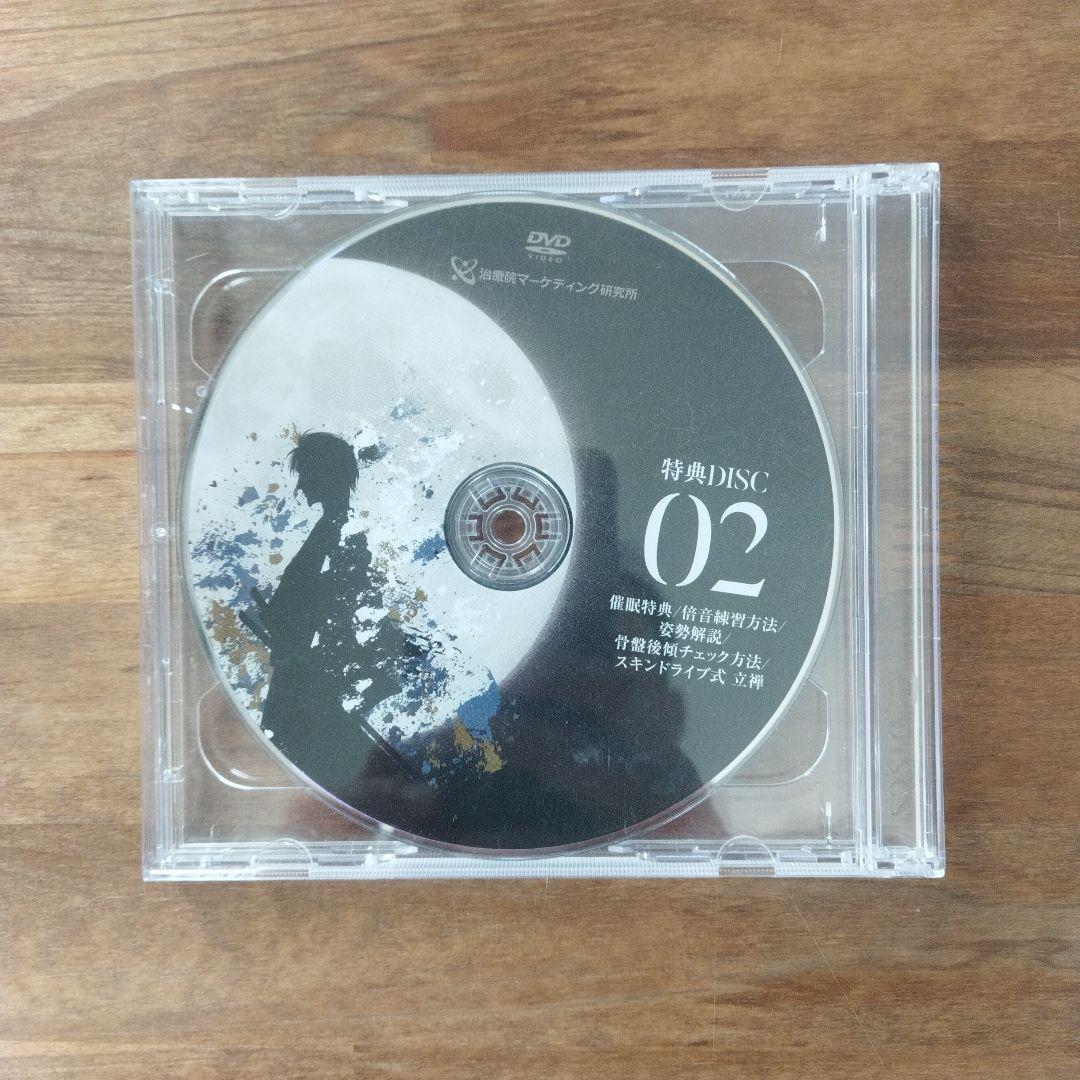 DVD
VIDEO
治療院マーケティング研究所
特典DISC
02
催眠特典/倍音練習方法/
姿勢解説/
骨盤後傾チェック方法/
スキンドライブ式 立禅